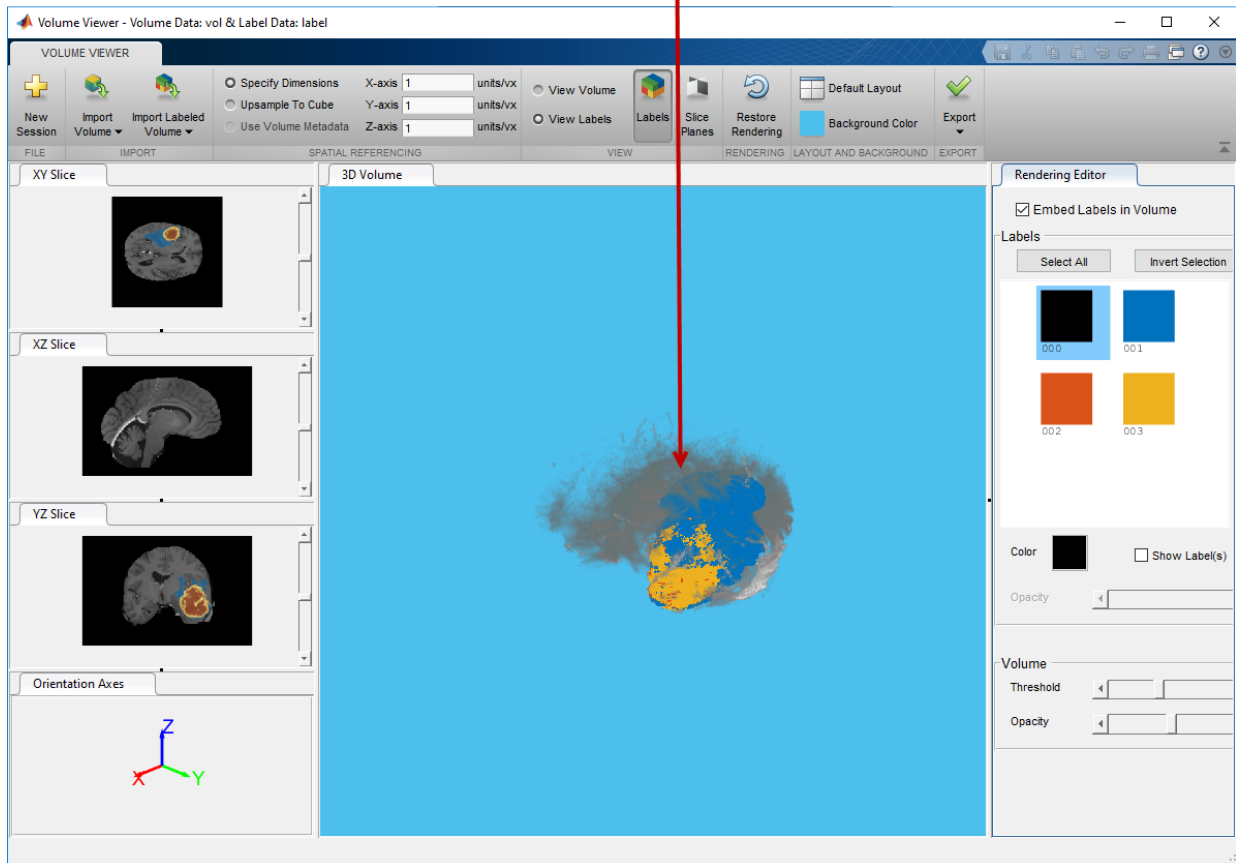 Volume Viewer - Volume Data: vol & Label Data: label
VOLUME VIEWER
New Session
Import Volume
Import Labeled Volume
Specify Dimensions
Upsample To Cube
Use Volume Metadata
X-axis 1 units/vx
Y-axis 1 units/vx
Z-axis 1 units/vx
View Volume
View Labels
Labels
Slice Planes
Restore Rendering
Default Layout
Background Color
Export
FILE
IMPORT
SPATIAL REFERENCING
VIEW
RENDERING
LAYOUT AND BACKGROUND
EXPORT
XY Slice
XZ Slice
YZ Slice
Orientation Axes
Z
X
Y
3D Volume
Rendering Editor
Embed Labels in Volume
Labels
Select All
Invert Selection
000
001
002
003
Color
Show Label(s)
Opacity
Volume
Threshold
Opacity